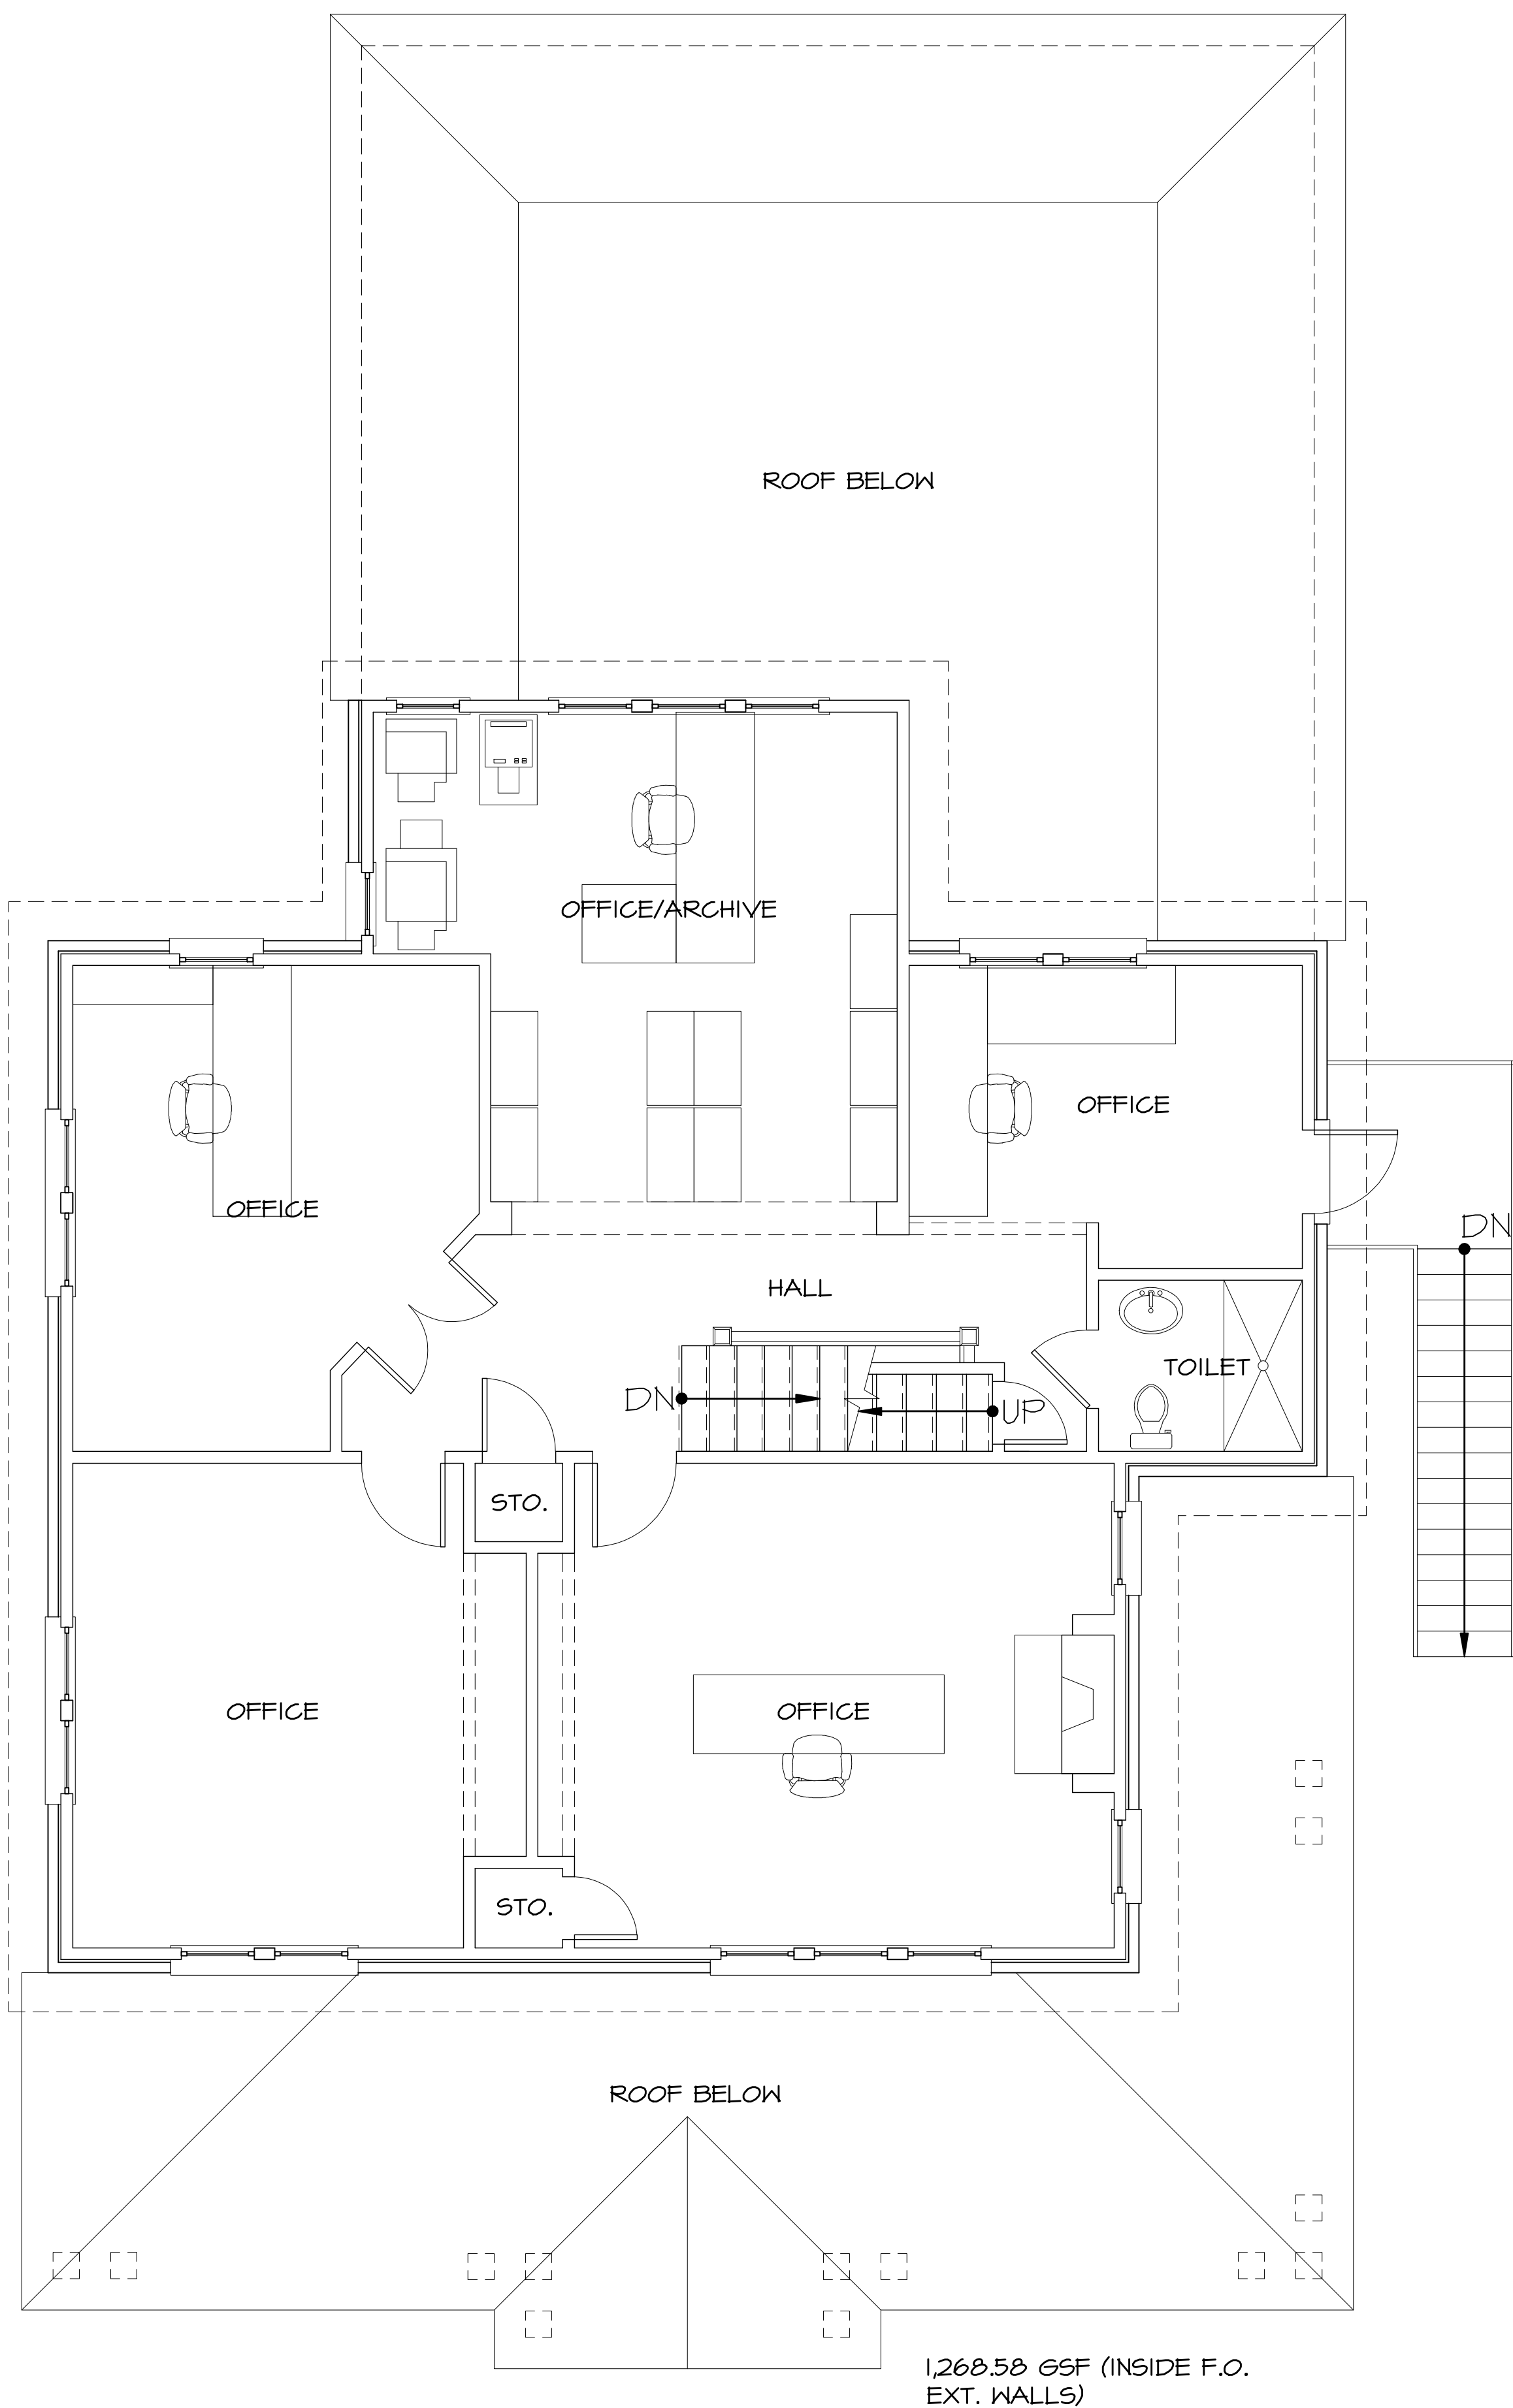 ROOF BELOW
OFFICE/ARCHIVE
OFFICE
OFFICE
DN
HALL
TOILET
DN
UP
STO.
OFFICE
OFFICE
STO.
ROOF BELOW
1,268.58 GSF (INSIDE F.O.
EXT. WALLS)